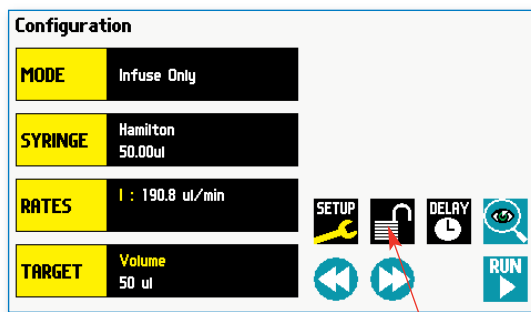 Configuration
MODE
Infuse Only
SYRINGE
Hamilton
50.00ul
RATES
I : 190.8 ul/min
TARGET
Volume
50 ul
SETUP
DELAY
RUN